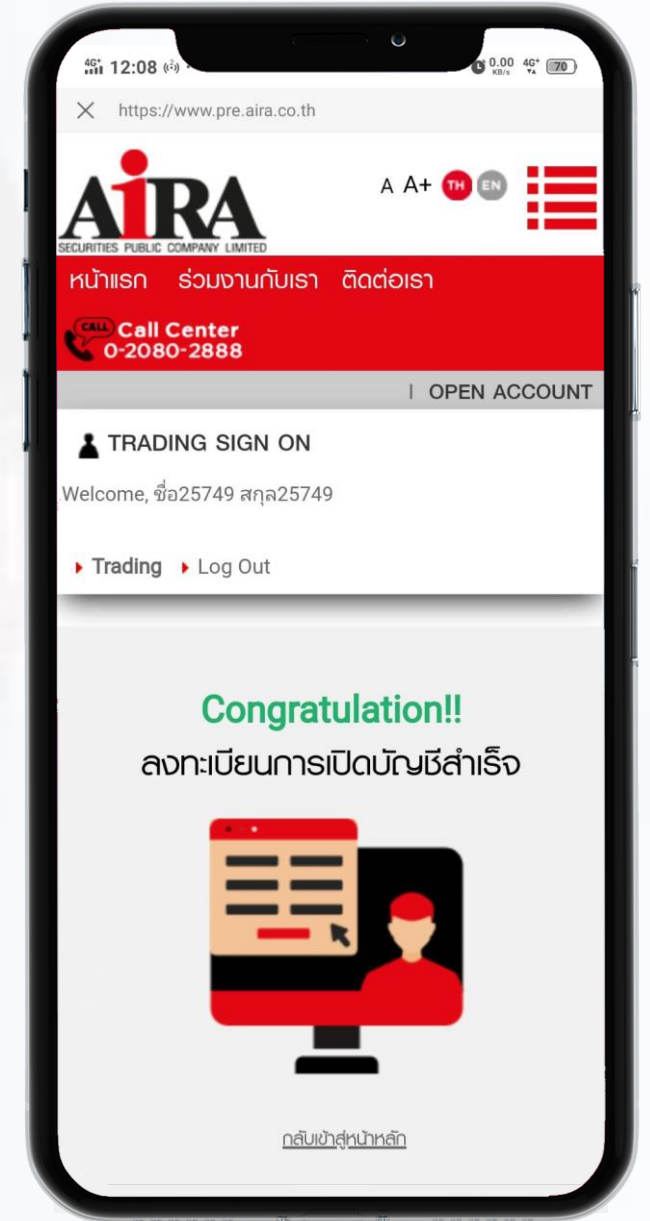 4G+ 12:08 0.00 KB/s 4G+ 70
https://www.pre.aira.co.th
AiRA
SECURITIES PUBLIC COMPANY LIMITED
A A+ TH EN
หน้าแรก ร่วมงานกับเรา ติดต่อเรา
CALL Call Center
0-2080-2888
| OPEN ACCOUNT
TRADING SIGN ON
Welcome, ชื่อ25749 สกุล25749
Trading Log Out
Congratulation!!
ลงทะเบียนการเปิดบัญชีสำเร็จ
กลับเข้าสู่หน้าหลัก